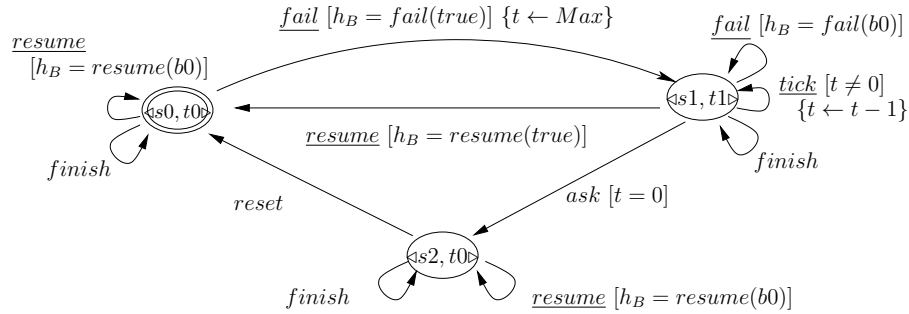 fail [h_B = fail(true)] {t ← Max}
resume
[h_B = resume(b0)]
fail [h_B = fail(b0)]
◁s0, t0▷
◁s1, t1▷
tick [t ≠ 0]
{t ← t − 1}
resume [h_B = resume(true)]
finish
finish
reset
ask [t = 0]
◁s2, t0▷
finish
resume [h_B = resume(b0)]